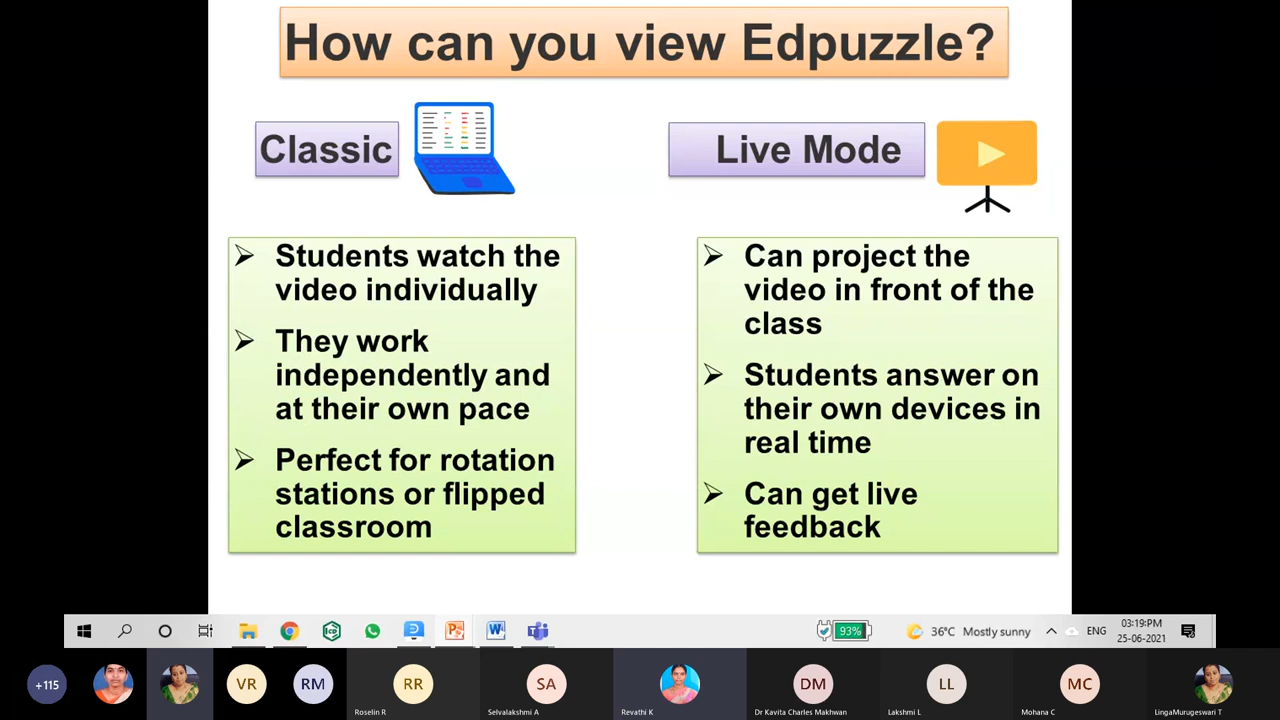 How can you view Edpuzzle?
Classic
Live Mode
Students watch the
video individually
They work
independently and
at their own pace
Perfect for rotation
stations or flipped
classroom
Can project the
video in front of the
class
Students answer on
their own devices in
real time
Can get live
feedback
93%
36°C Mostly sunny
ENG
03:19 PM
25-06-2021
+115
VR
RM
RR
Roselin R
SA
Selvalakshmi A
Revathi K
DM
Dr Kavita Charles Makhwan
LL
Lakshmi L
MC
Mohana C
LingaMurugeswari T